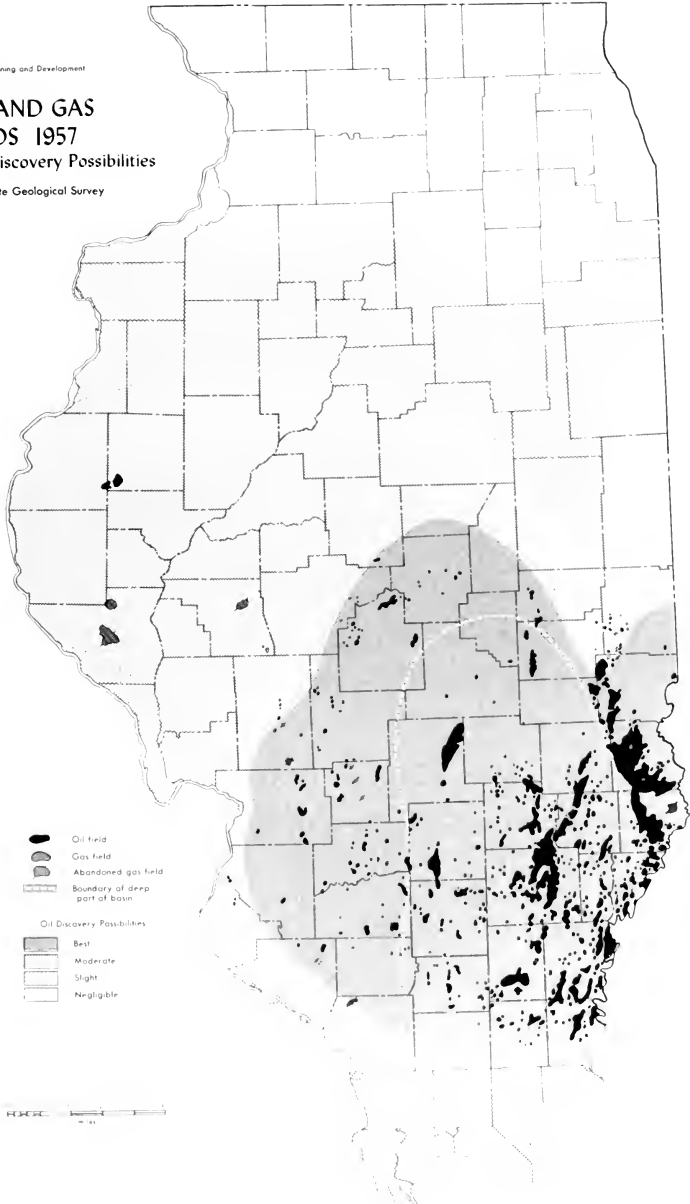 ning and Development
AND GAS
DS 1957
iscovery Possibilities
te Geological Survey
Oil field
Gas field
Abandoned gas field
Boundary of deep
part of basin
Oil Discovery Possibilities
Best
Moderate
Slight
Negligible